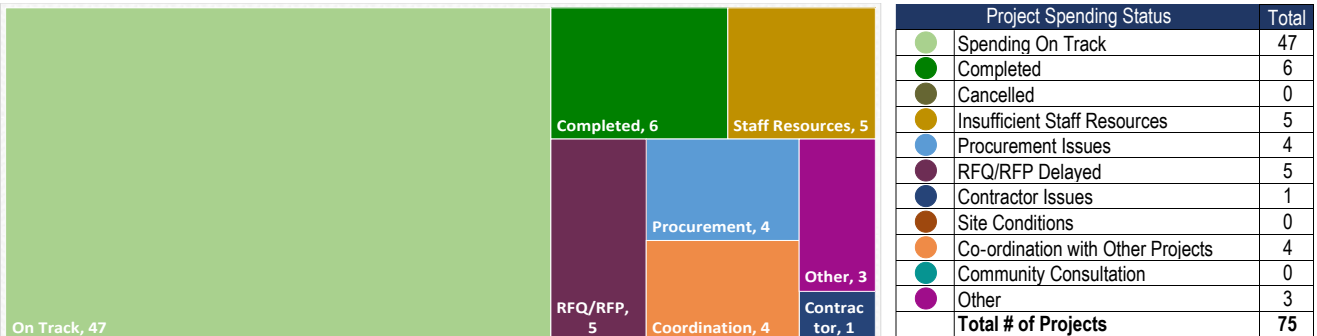 Completed, 6
Staff Resources, 5
Procurement, 4
Other, 3
RFQ/RFP,
5
Coordination, 4
Contrac
tor, 1
On Track, 47
Project Spending Status Total
Spending On Track 47
Completed 6
Cancelled 0
Insufficient Staff Resources 5
Procurement Issues 4
RFQ/RFP Delayed 5
Contractor Issues 1
Site Conditions 0
Co-ordination with Other Projects 4
Community Consultation 0
Other 3
Total # of Projects 75